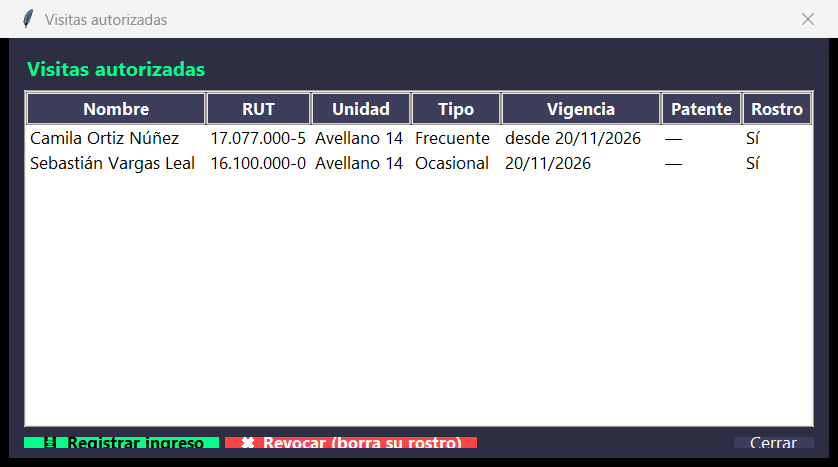 Visitas autorizadas
Visitas autorizadas
Nombre RUT Unidad Tipo Vigencia Patente Rostro
Camila Ortiz Núñez 17.077.000-5 Avellano 14 Frecuente desde 20/11/2026 — Sí
Sebastián Vargas Leal 16.100.000-0 Avellano 14 Ocasional 20/11/2026 — Sí
Registrar ingreso ✖ Revocar (borra su rostro) Cerrar